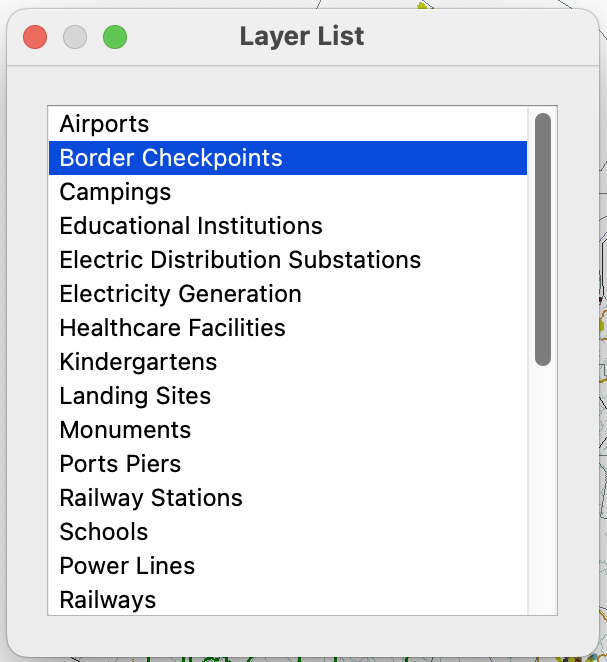 Layer List
Airports
Border Checkpoints
Campings
Educational Institutions
Electric Distribution Substations
Electricity Generation
Healthcare Facilities
Kindergartens
Landing Sites
Monuments
Ports Piers
Railway Stations
Schools
Power Lines
Railways